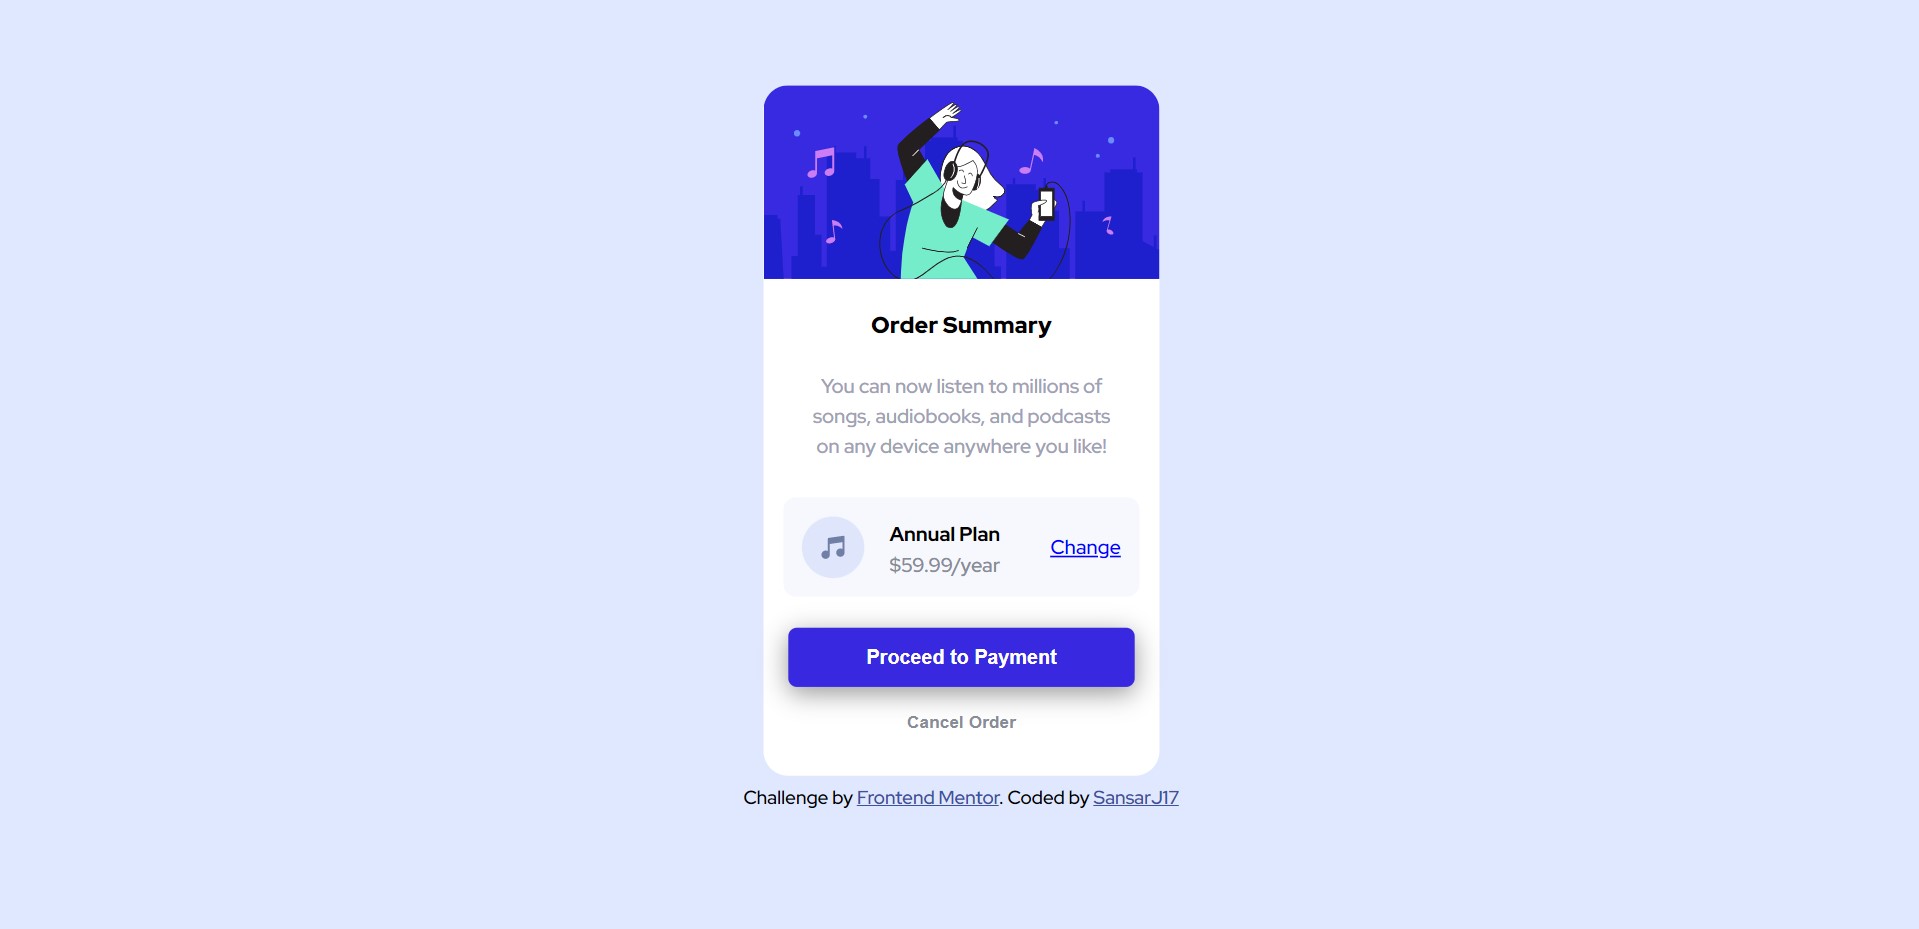 Order Summary
You can now listen to millions of
songs, audiobooks, and podcasts
on any device anywhere you like!
Annual Plan
$59.99/year
Change
Proceed to Payment
Cancel Order
Challenge by Frontend Mentor. Coded by SansarJ17